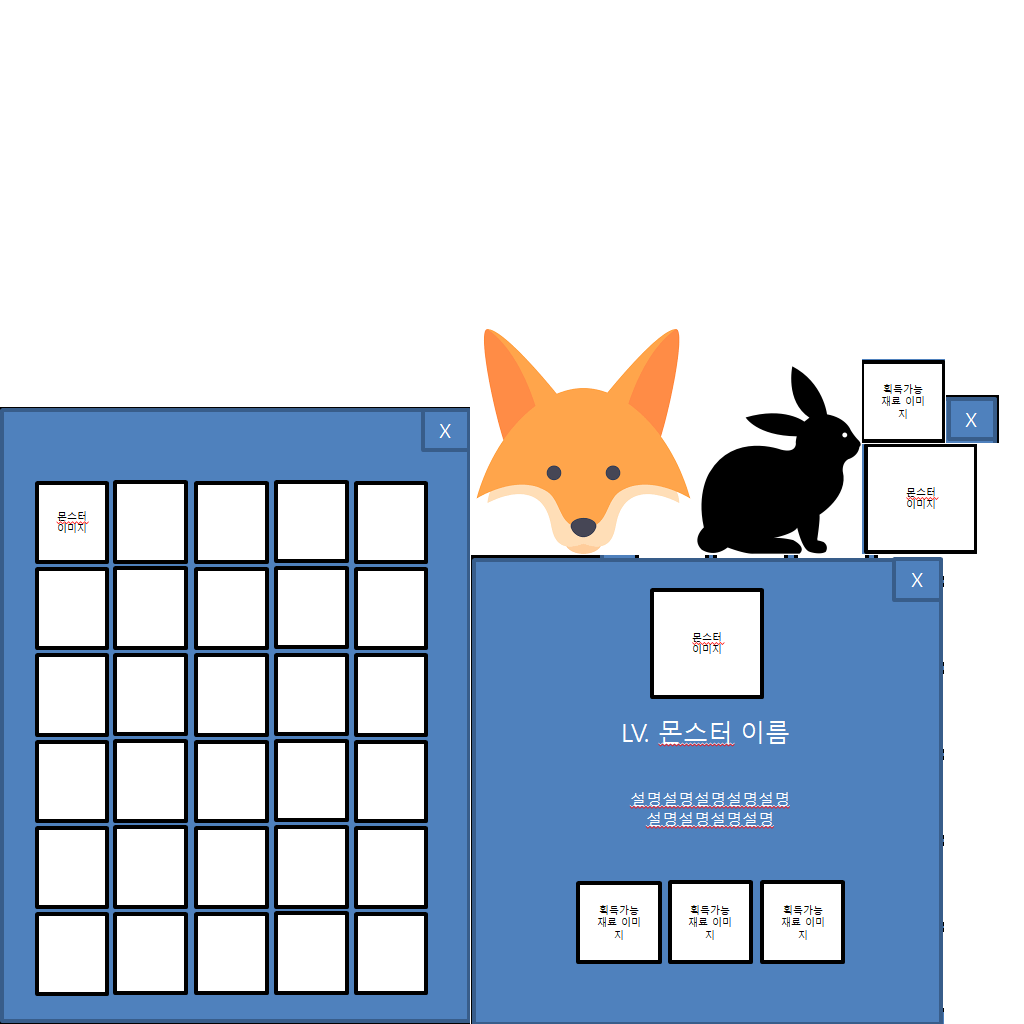 X
몬스터
이미지
획득가능
재료 이미
지
X
몬스터
이미지
X
몬스터
이미지
LV. 몬스터 이름
설명설명설명설명설명
설명설명설명설명
획득가능
재료 이미
지
획득가능
재료 이미
지
획득가능
재료 이미
지